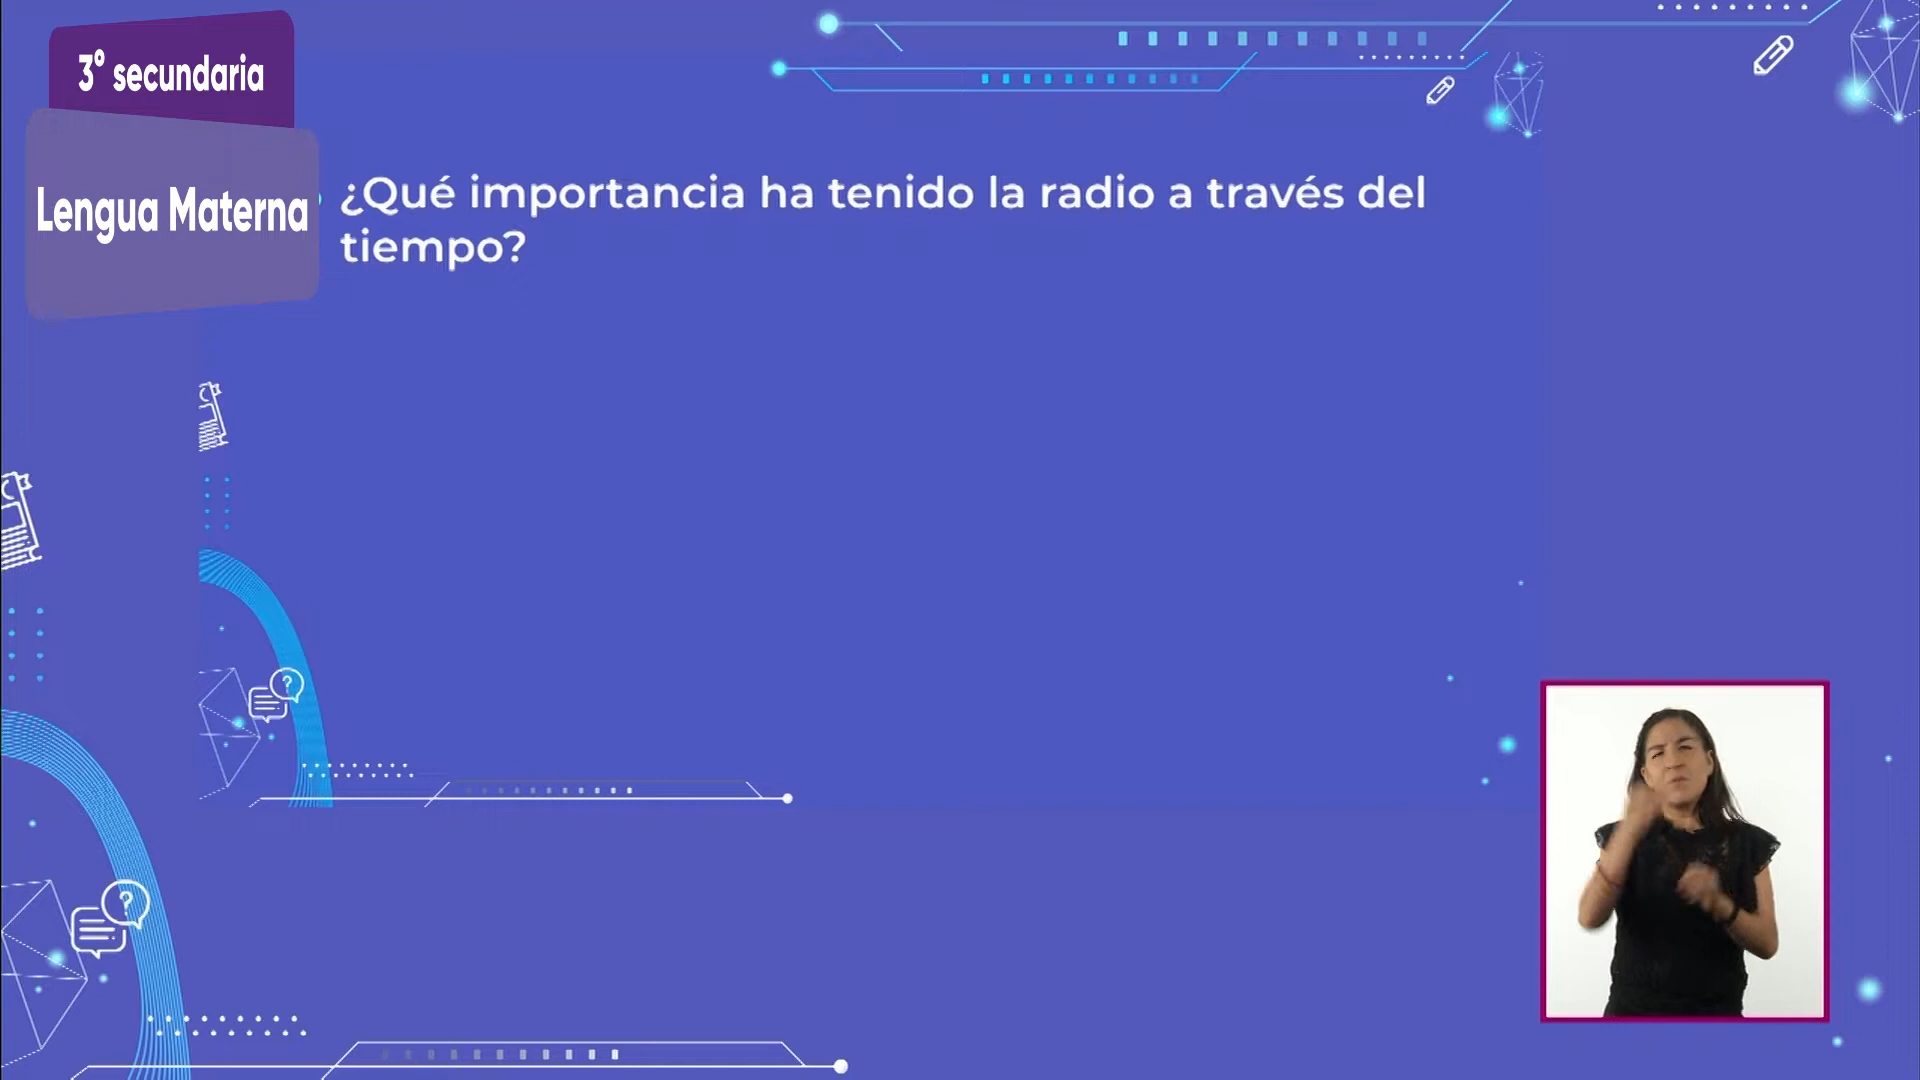 3° secundaria
Lengua Materna
¿Qué importancia ha tenido la radio a través del
tiempo?
?
?